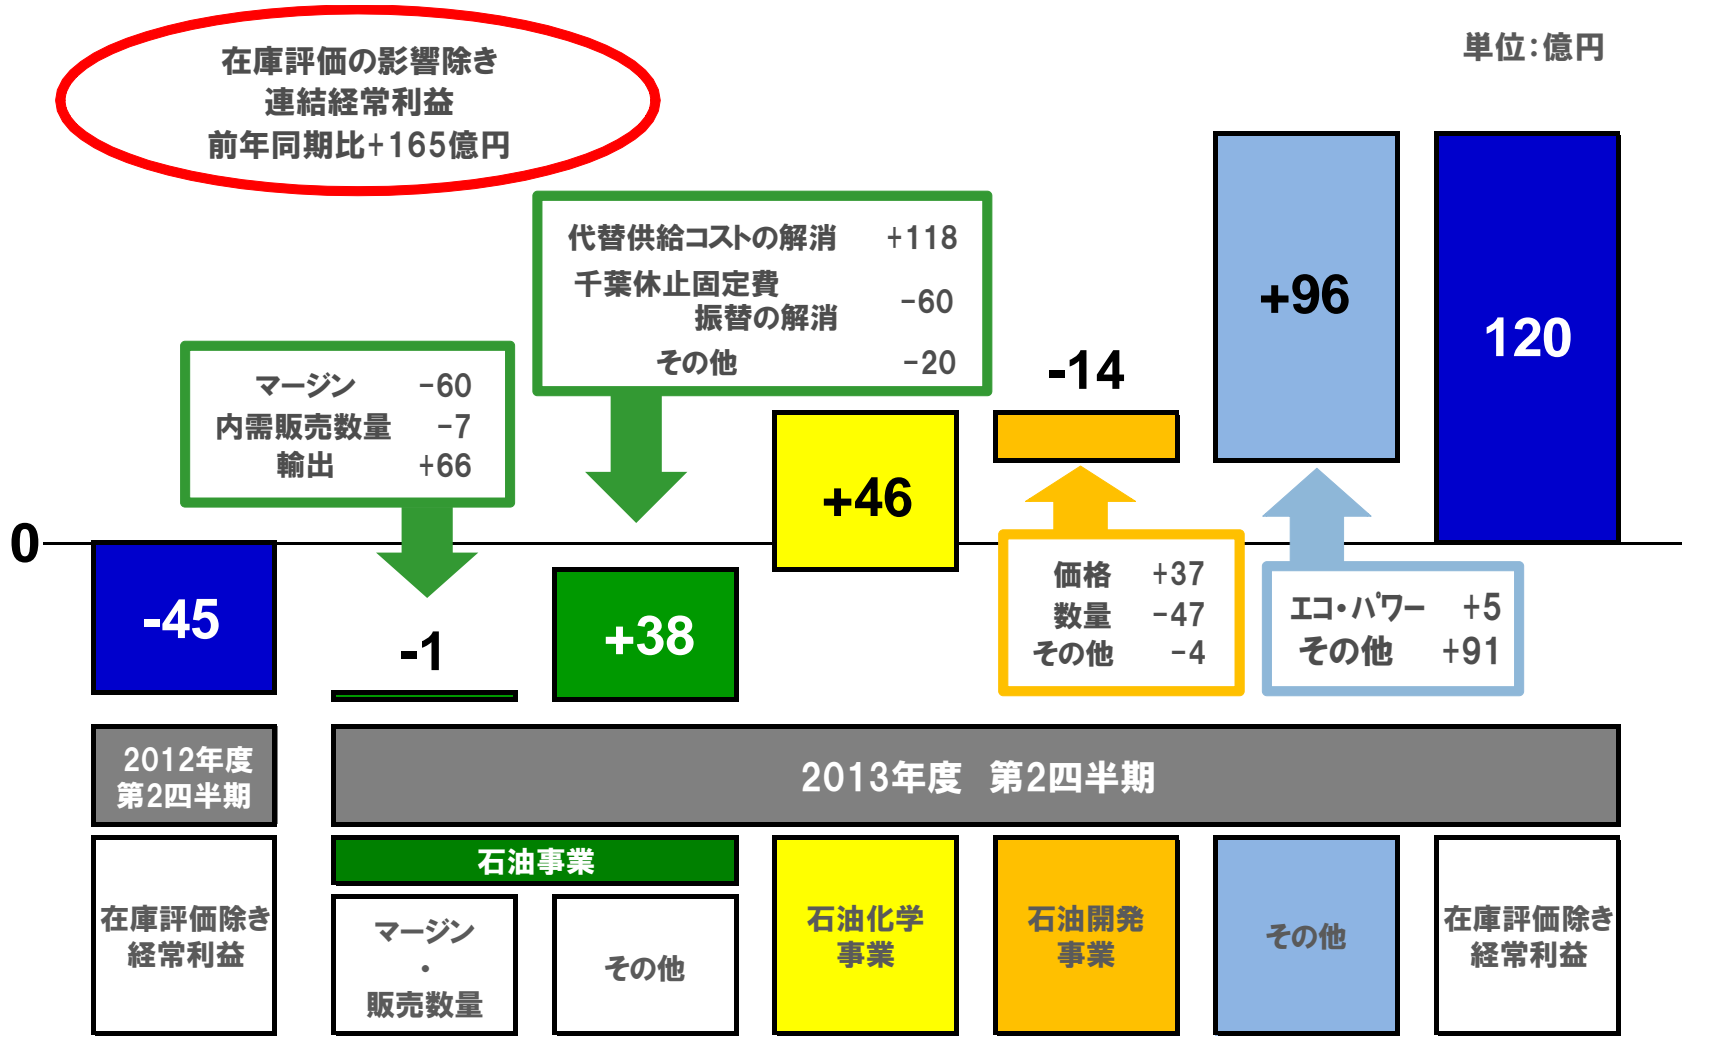 在庫評価の影響除き
連結経常利益
前年同期比+165億円
単位:億円
代替供給コストの解消 +118
千葉休止固定費
振替の解消 -60
その他 -20
マージン -60
内需販売数量 -7
輸出 +66
0
-45
-1
+38
+46
-14
+96
120
価格 +37
数量 -47
その他 -4
エコ・パワー +5
その他 +91
2012年度
第2四半期
2013年度 第2四半期
在庫評価除き
経常利益
石油事業
マージン
・
販売数量
その他
石油化学
事業
石油開発
事業
その他
在庫評価除き
経常利益